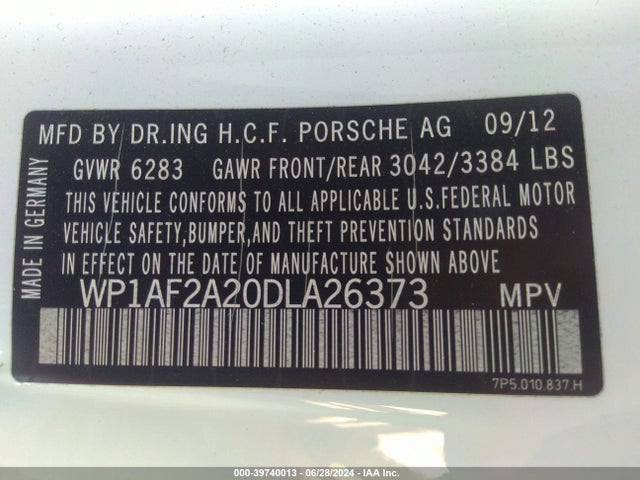 MFD BY DR.ING H.C.F. PORSCHE AG 09/12
GVWR 6283 GAWR FRONT/REAR 3042/3384 LBS
THIS VEHICLE CONFORMS TO ALL APPLICABLE U.S.FEDERAL MOTOR
VEHICLE SAFETY,BUMPER,AND THEFT PREVENTION STANDARDS
IN EFFECT ON THE DATE OF MANUFACTURE SHOWN ABOVE
WP1AF2A20DLA26373 MPV
MADE IN GERMANY
7P5.010.837.H
000-39740013 - 06/28/2024 - IAA Inc.